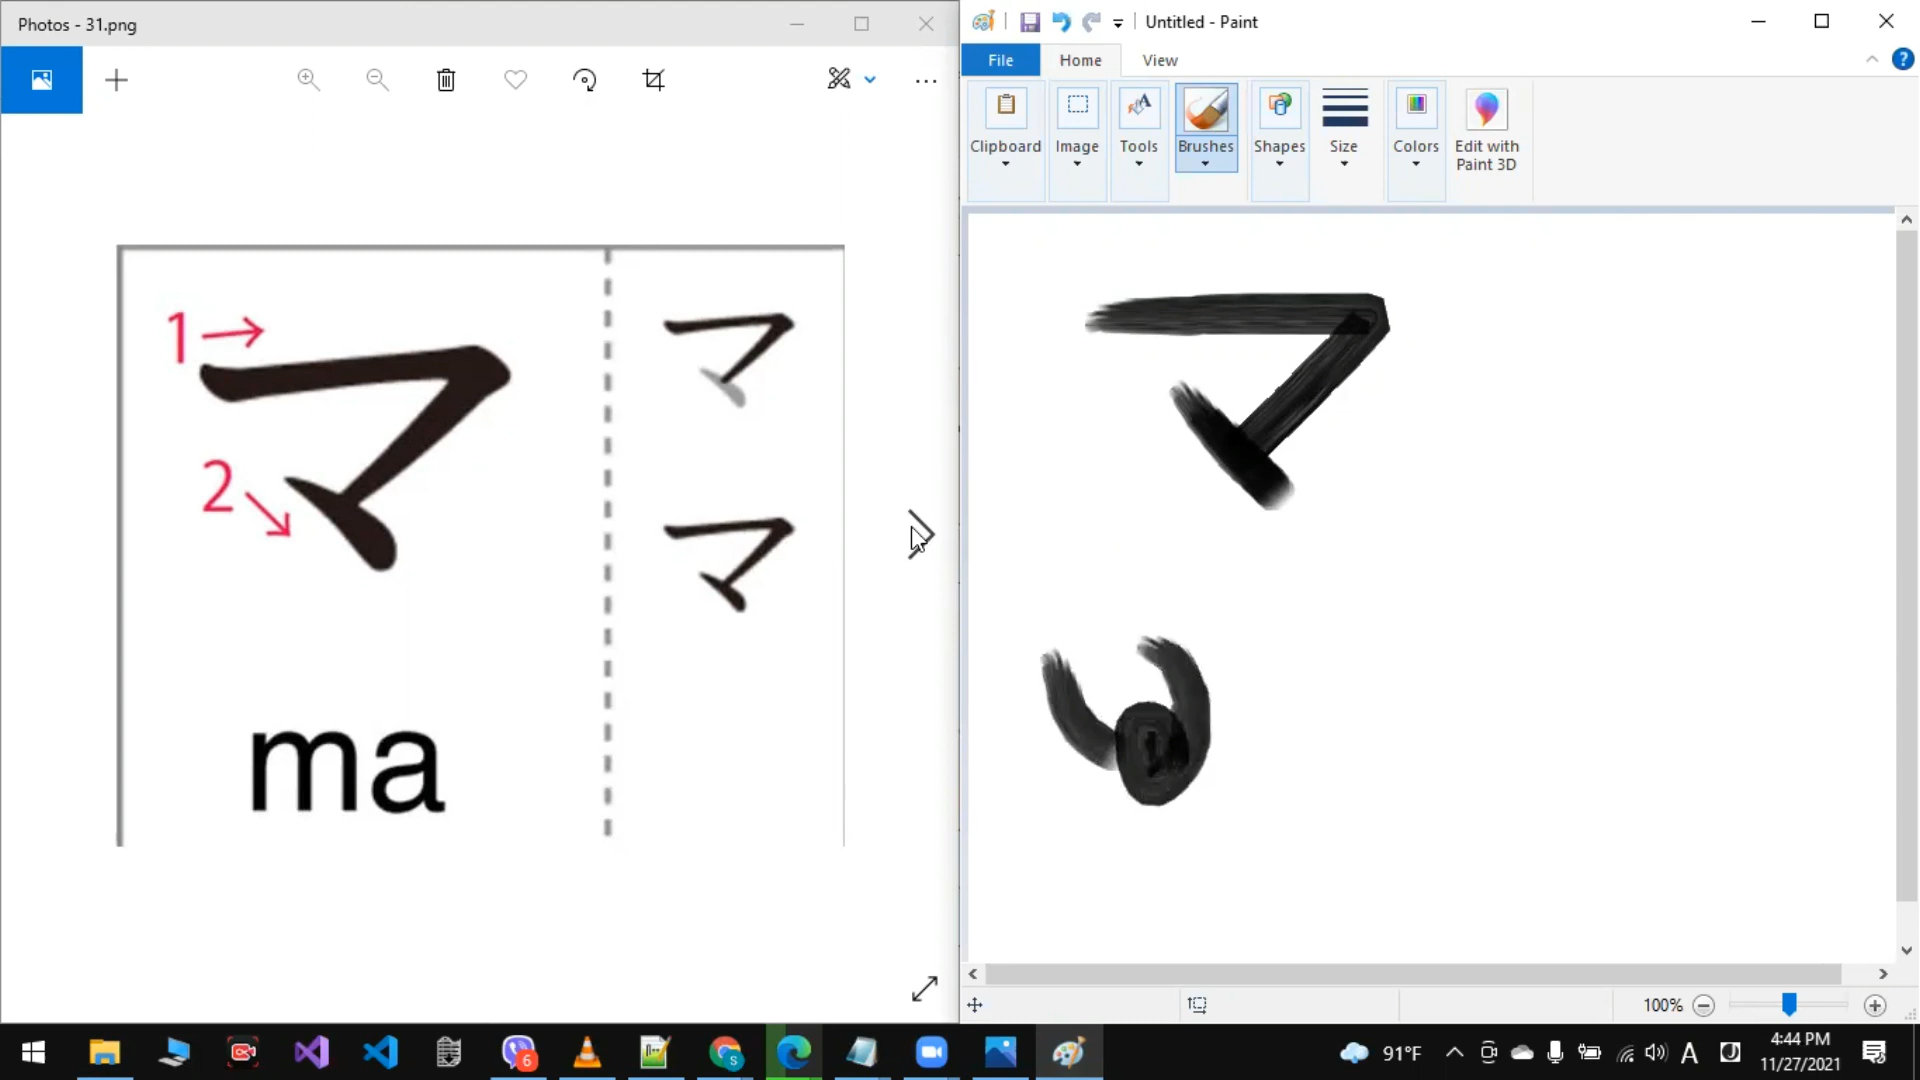 Photos - 31.png
Untitled - Paint
File Home View
Clipboard Image Tools Brushes Shapes Size Colors Edit with Paint 3D
1
マ
2
ma
マ
マ
マ
100%
6
S
91°F
A
4:44 PM
11/27/2021